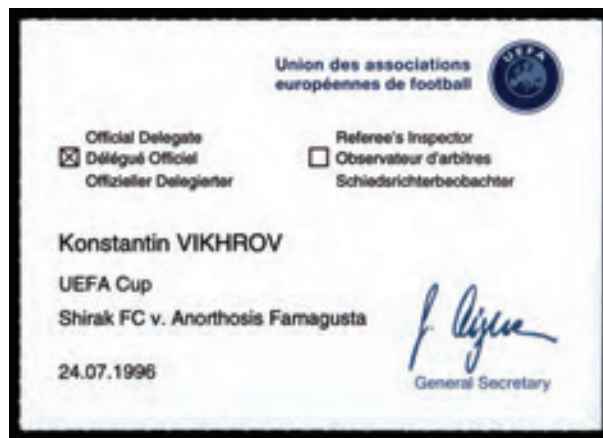 Union des associations
européennes de football
UEFA
Official Delegate
Délégué Officiel
Offizieller Delegierter
Referee's Inspector
Observateur d'arbitres
Schiedsrichterbeobachter
Konstantin VIKHROV
UEFA Cup
Shirak FC v. Anorthosis Famagusta
24.07.1996
General Secretary